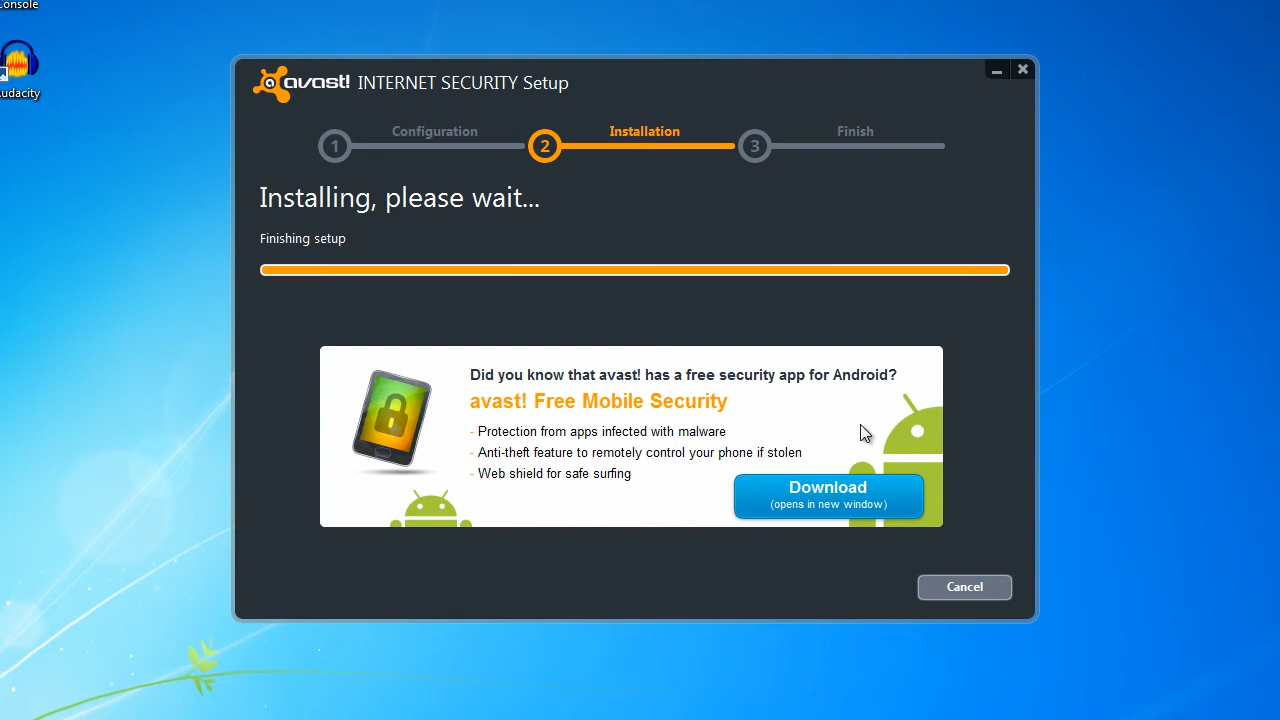 onsole
udacity
avast! INTERNET SECURITY Setup
1 Configuration 2 Installation 3 Finish
Installing, please wait...
Finishing setup
Did you know that avast! has a free security app for Android?
avast! Free Mobile Security
- Protection from apps infected with malware
- Anti-theft feature to remotely control your phone if stolen
- Web shield for safe surfing
Download
(opens in new window)
Cancel